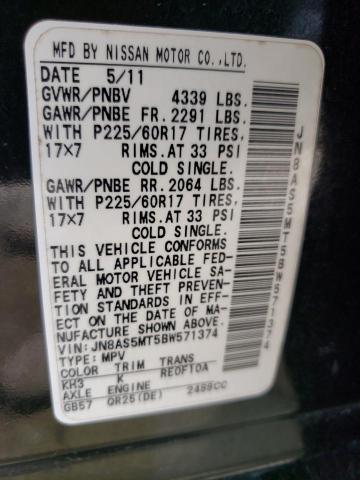 MFD BY NISSAN MOTOR CO.,LTD.
DATE 5/11
GVWR/PNBV 4339 LBS.
GAWR/PNBE FR. 2291 LBS.
WITH P225/60R17 TIRES,
17×7 RIMS.AT 33 PSI
COLD SINGLE.
GAWR/PNBE RR. 2064 LBS.
WITH P225/60R17 TIRES,
17×7 RIMS.AT 33 PSI
COLD SINGLE.
THIS VEHICLE CONFORMS
TO ALL APPLICABLE FED-
ERAL MOTOR VEHICLE SA-
FETY AND THEFT PREVEN-
TION STANDARDS IN EFF-
ECT ON THE DATE OF MA-
NUFACTURE SHOWN ABOVE.
VIN:JN8AS5MT5BW571374
TYPE: MPV
COLOR TRIM TRANS
KH3 K RE0F10A
AXLE ENGINE
GB57 QR25(DE) 2488CC
JN8AS5MT5BW571374